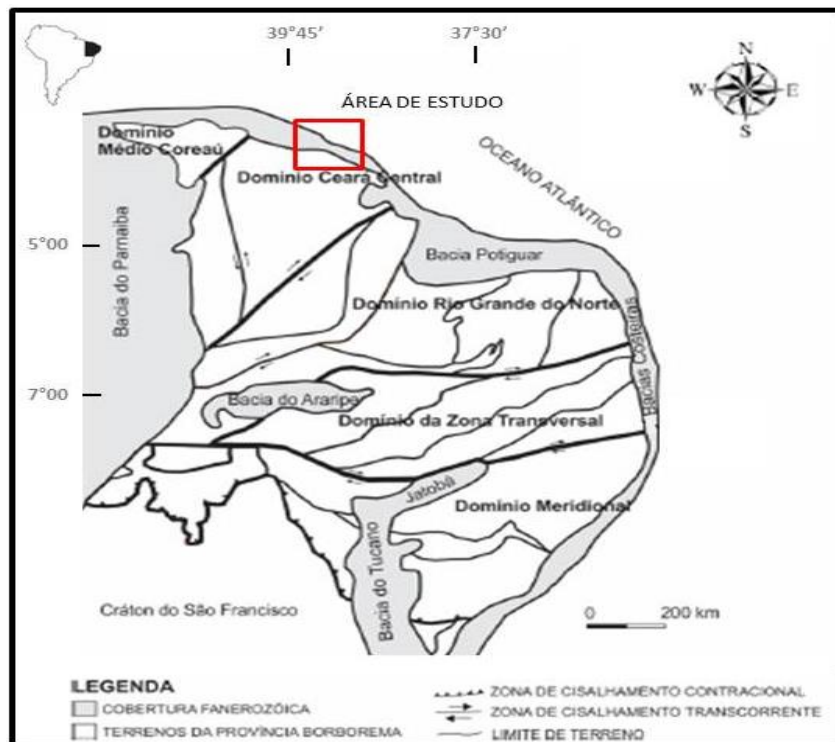 39°45’
37°30’
N
W
E
S
ÁREA DE ESTUDO
Domínio
Médio Coreaú
OCEANO ATLÂNTICO
Domínio Ceará Central
5°00
Bacia do Parnaiba
Bacia Potiguar
Domínio Rio Grande do Norte
Bacias Costeiras
7°00
Bacia do Araripe
Domínio da Zona Transversal
Jatobá
Domínio Meridional
Bacia do Tucano
Cráton do São Francisco
0 200 km
LEGENDA
COBERTURA FANEROZÓICA
TERRENOS DA PROVÍNCIA BORBOREMA
ZONA DE CISALHAMENTO CONTRACIONAL
ZONA DE CISALHAMENTO TRANSCORRENTE
LIMITE DE TERRENO